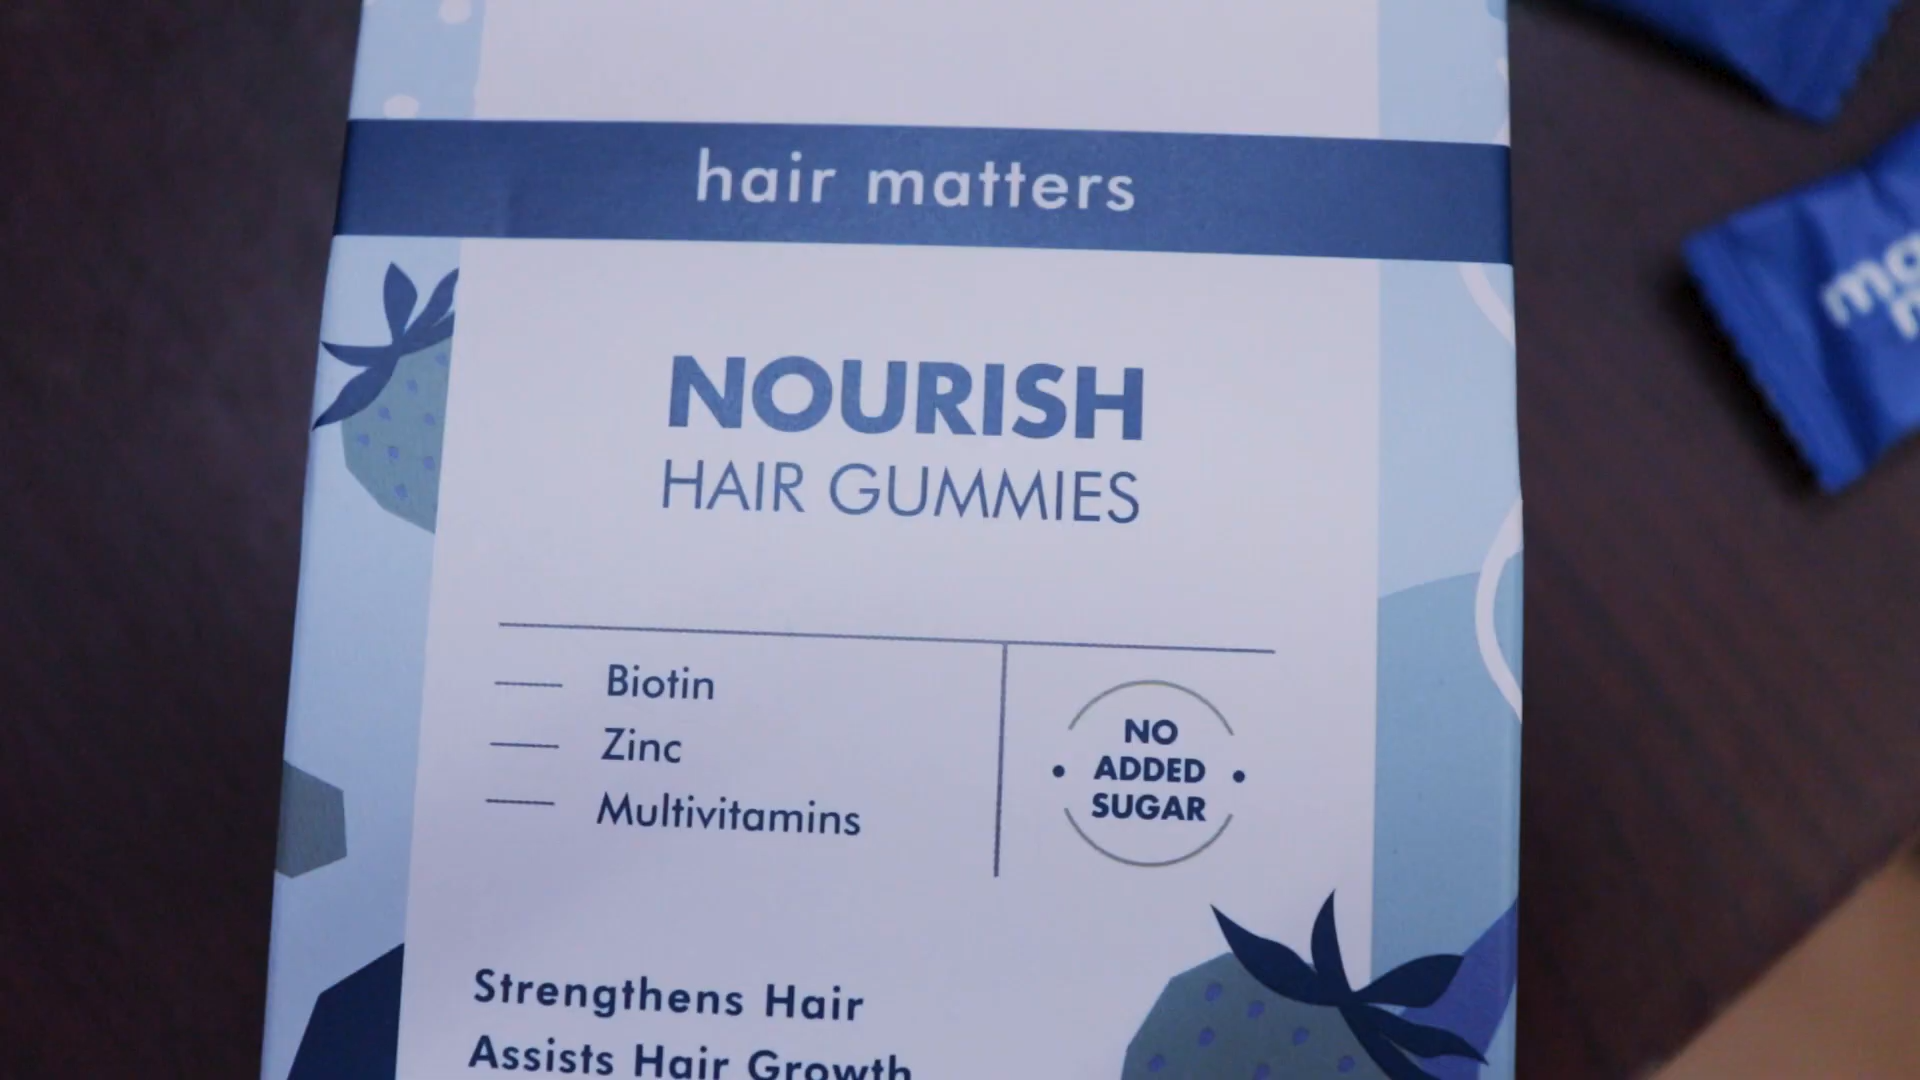 hair matters
NOURISH
HAIR GUMMIES
Biotin
Zinc
Multivitamins
NO
ADDED
SUGAR
Strengthens Hair
Assists Hair Growth